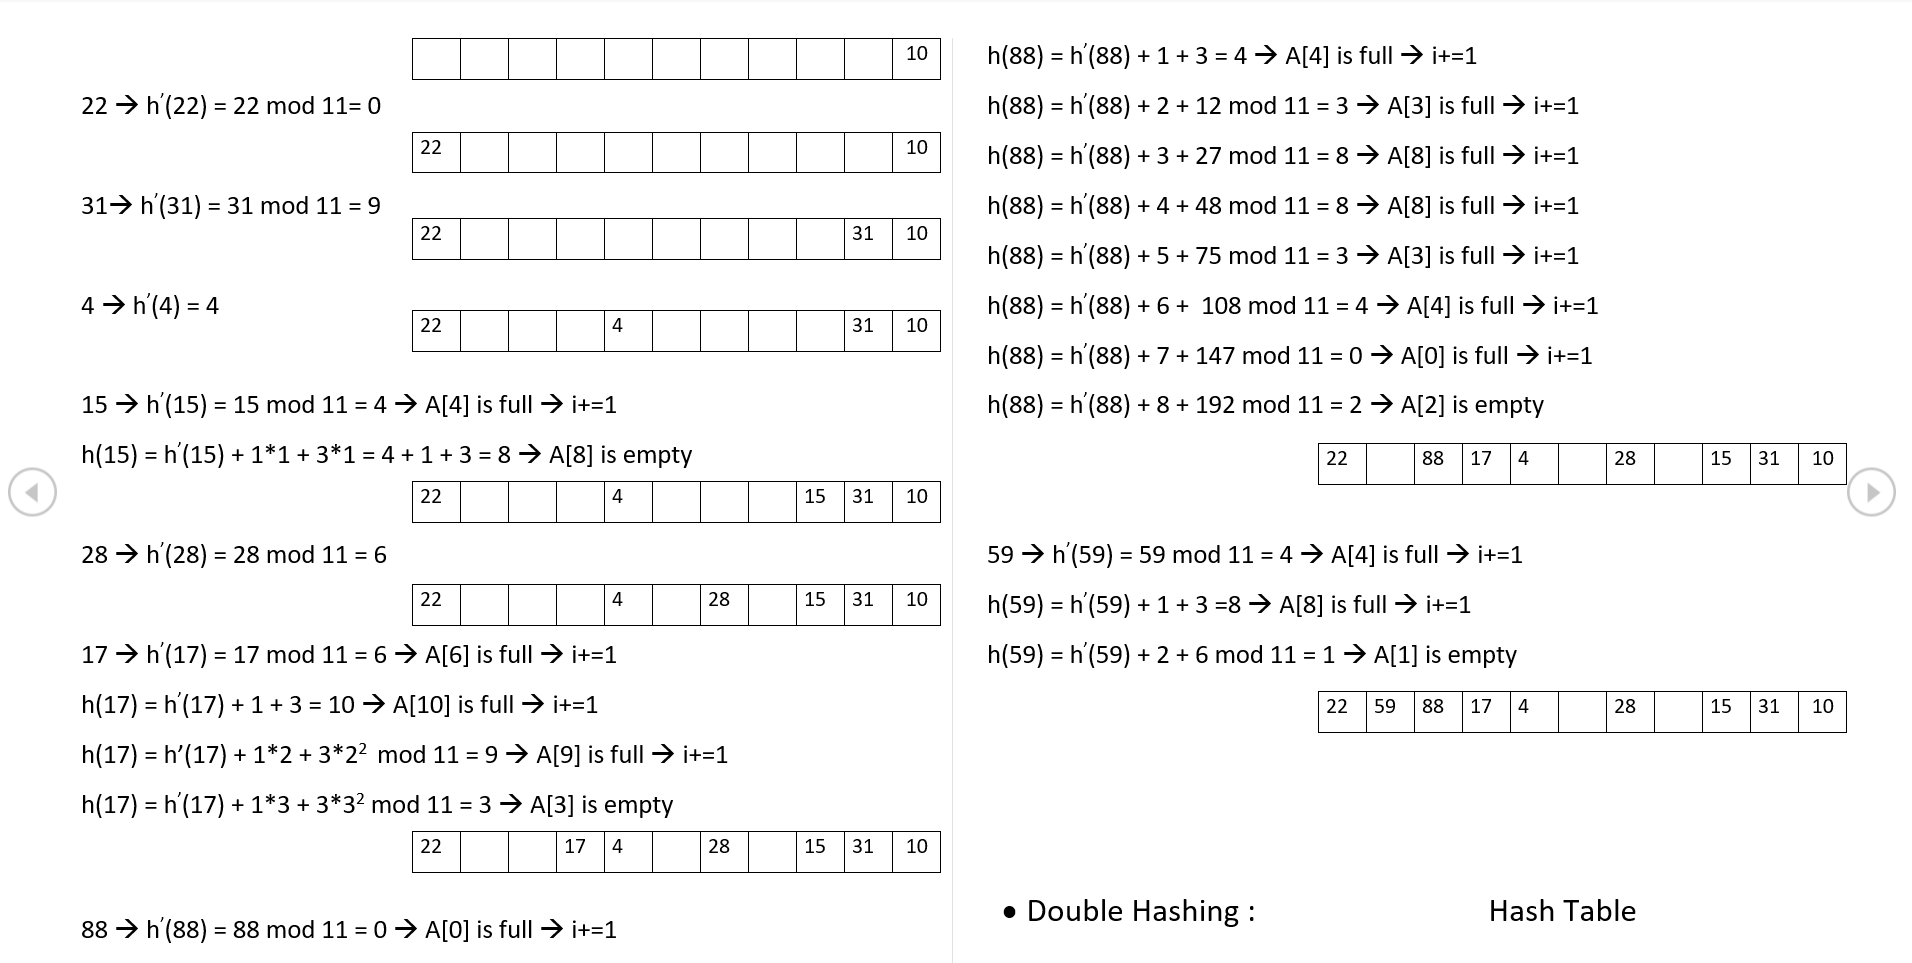 10
22 → h′(22) = 22 mod 11= 0
22 10
31→ h′(31) = 31 mod 11 = 9
22 31 10
4 → h′(4) = 4
22 4 31 10
15 → h′(15) = 15 mod 11 = 4 → A[4] is full → i+=1
h(15) = h′(15) + 1*1 + 3*1 = 4 + 1 + 3 = 8 → A[8] is empty
22 4 15 31 10
28 → h′(28) = 28 mod 11 = 6
22 4 28 15 31 10
17 → h′(17) = 17 mod 11 = 6 → A[6] is full → i+=1
h(17) = h′(17) + 1 + 3 = 10 → A[10] is full → i+=1
h(17) = h’(17) + 1*2 + 3*2² mod 11 = 9 → A[9] is full → i+=1
h(17) = h′(17) + 1*3 + 3*3² mod 11 = 3 → A[3] is empty
22 17 4 28 15 31 10
88 → h′(88) = 88 mod 11 = 0 → A[0] is full → i+=1
h(88) = h′(88) + 1 + 3 = 4 → A[4] is full → i+=1
h(88) = h′(88) + 2 + 12 mod 11 = 3 → A[3] is full → i+=1
h(88) = h′(88) + 3 + 27 mod 11 = 8 → A[8] is full → i+=1
h(88) = h′(88) + 4 + 48 mod 11 = 8 → A[8] is full → i+=1
h(88) = h′(88) + 5 + 75 mod 11 = 3 → A[3] is full → i+=1
h(88) = h′(88) + 6 + 108 mod 11 = 4 → A[4] is full → i+=1
h(88) = h′(88) + 7 + 147 mod 11 = 0 → A[0] is full → i+=1
h(88) = h′(88) + 8 + 192 mod 11 = 2 → A[2] is empty
22 88 17 4 28 15 31 10
59 → h′(59) = 59 mod 11 = 4 → A[4] is full → i+=1
h(59) = h′(59) + 1 + 3 =8 → A[8] is full → i+=1
h(59) = h′(59) + 2 + 6 mod 11 = 1 → A[1] is empty
22 59 88 17 4 28 15 31 10
• Double Hashing : Hash Table